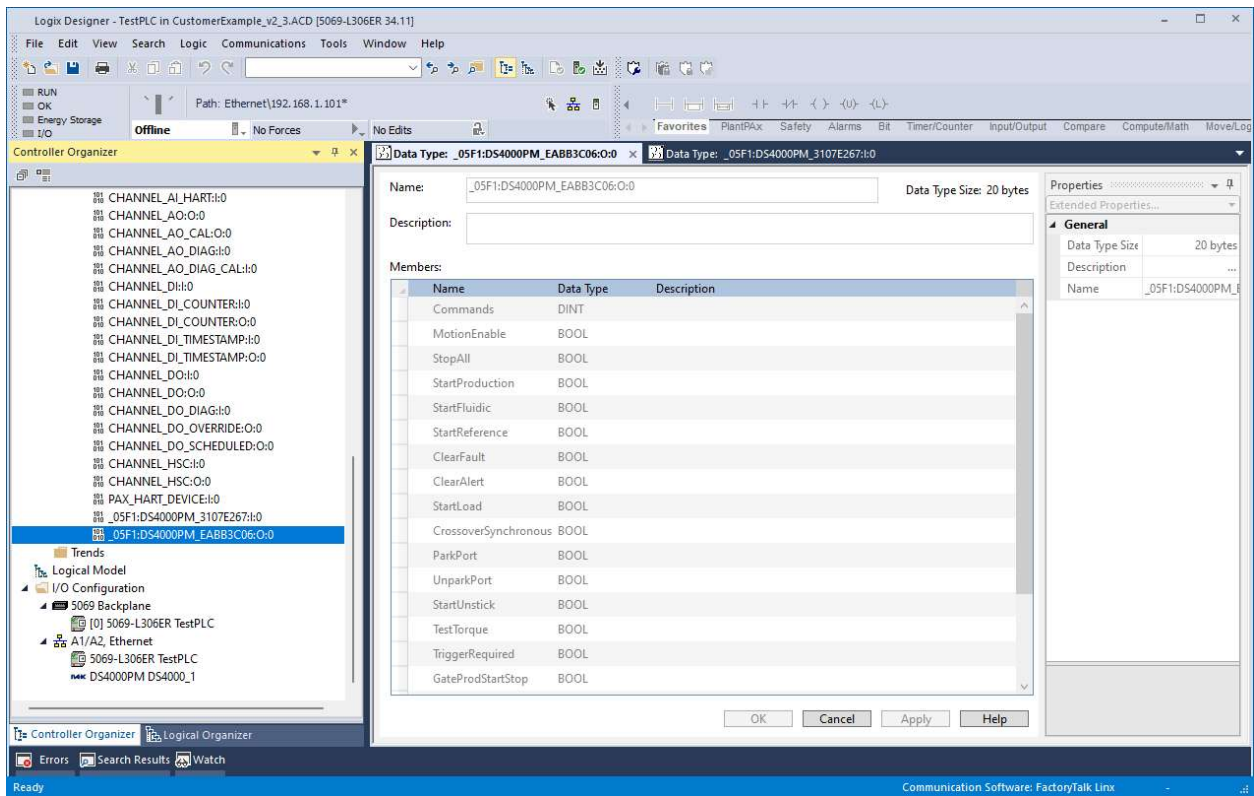 Logix Designer - TestPLC in CustomerExample_v2_3.ACD [5069-L306ER 34.11]
File Edit View Search Logic Communications Tools Window Help
RUN
OK
Energy Storage
I/O
Path: Ethernet\192.168.1.101*
Offline
No Forces
No Edits
Favorites PlantPAx Safety Alarms Bit Timer/Counter Input/Output Compare Compute/Math Move/Log
Controller Organizer
CHANNEL_AI_HART:I:0
CHANNEL_AO:O:0
CHANNEL_AO_CAL:O:0
CHANNEL_AO_DIAG:I:0
CHANNEL_AO_DIAG_CAL:I:0
CHANNEL_DI:I:0
CHANNEL_DI_COUNTER:I:0
CHANNEL_DI_COUNTER:O:0
CHANNEL_DI_TIMESTAMP:I:0
CHANNEL_DI_TIMESTAMP:O:0
CHANNEL_DO:I:0
CHANNEL_DO:O:0
CHANNEL_DO_DIAG:I:0
CHANNEL_DO_OVERRIDE:O:0
CHANNEL_DO_SCHEDULED:O:0
CHANNEL_HSC:I:0
CHANNEL_HSC:O:0
PAX_HART_DEVICE:I:0
_05F1:DS4000PM_3107E267:I:0
_05F1:DS4000PM_EABB3C06:O:0
Trends
Logical Model
I/O Configuration
5069 Backplane
[0] 5069-L306ER TestPLC
A1/A2, Ethernet
5069-L306ER TestPLC
DS4000PM DS4000_1
Controller Organizer
Logical Organizer
Data Type: _05F1:DS4000PM_EABB3C06:O:0
Data Type: _05F1:DS4000PM_3107E267:I:0
Name: _05F1:DS4000PM_EABB3C06:O:0
Data Type Size: 20 bytes
Description:
Members:
Name Data Type Description
Commands DINT
MotionEnable BOOL
StopAll BOOL
StartProduction BOOL
StartFluidic BOOL
StartReference BOOL
ClearFault BOOL
ClearAlert BOOL
StartLoad BOOL
CrossoverSynchronous BOOL
ParkPort BOOL
UnparkPort BOOL
StartUnstick BOOL
TestTorque BOOL
TriggerRequired BOOL
GateProdStartStop BOOL
OK Cancel Apply Help
Properties
Extended Properties...
General
Data Type Size 20 bytes
Description ...
Name _05F1:DS4000PM_E
Errors Search Results Watch
Ready
Communication Software: FactoryTalk Linx